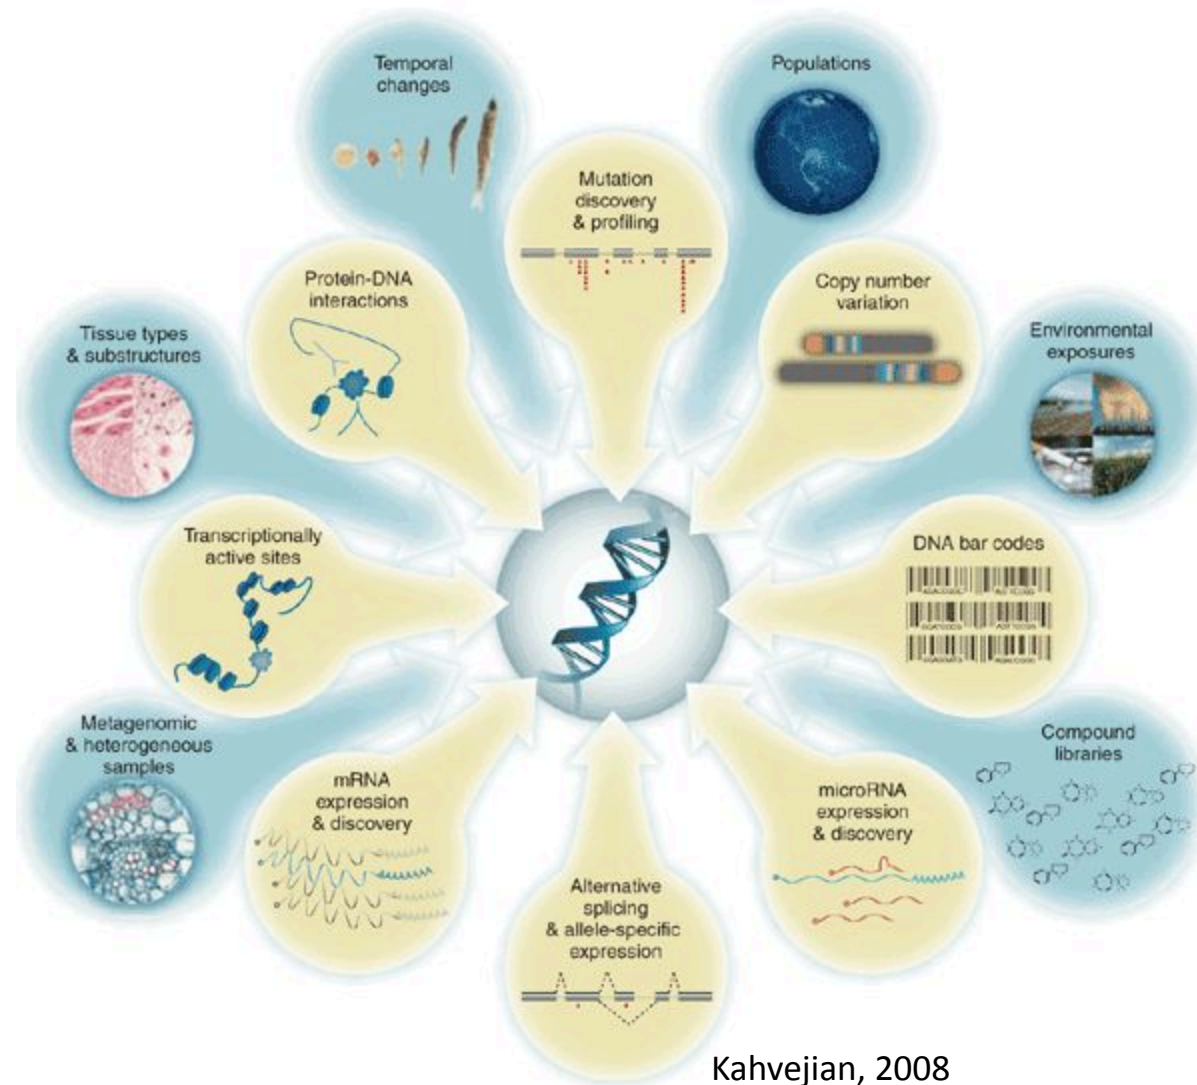 Temporal
changes
Populations
Mutation
discovery
& profiling
Protein-DNA
interactions
Copy number
variation
Tissue types
& substructures
Environmental
exposures
Transcriptionally
active sites
DNA bar codes
Metagenomic
& heterogeneous
samples
Compound
libraries
mRNA
expression
& discovery
microRNA
expression
& discovery
Alternative
splicing
& allele-specific
expression
Kahvejian, 2008